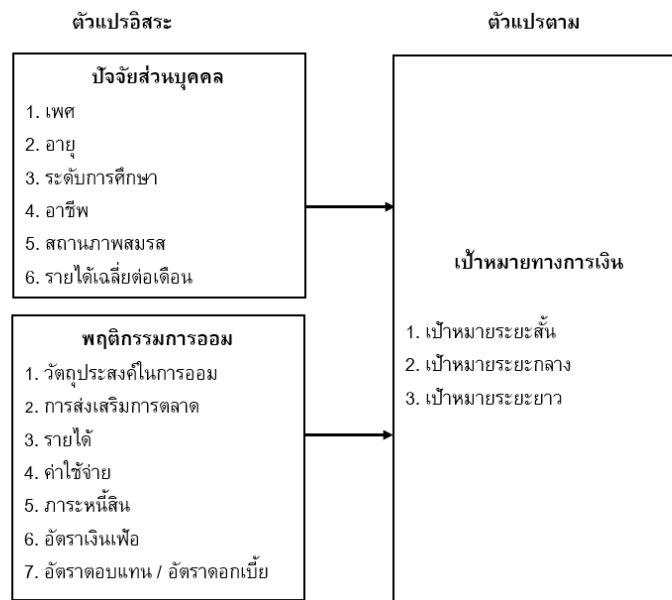 ตัวแปรอิสระ
ตัวแปรตาม
ปัจจัยส่วนบุคคล
1. เพศ
2. อายุ
3. ระดับการศึกษา
4. อาชีพ
5. สถานภาพสมรส
6. รายได้เฉลี่ยต่อเดือน
พฤติกรรมการออม
1. วัตถุประสงค์ในการออม
2. การส่งเสริมการตลาด
3. รายได้
4. ค่าใช้จ่าย
5. ภาระหนี้สิน
6. อัตราเงินเฟ้อ
7. อัตราตอบแทน / อัตราดอกเบี้ย
เป้าหมายทางการเงิน
1. เป้าหมายระยะสั้น
2. เป้าหมายระยะกลาง
3. เป้าหมายระยะยาว